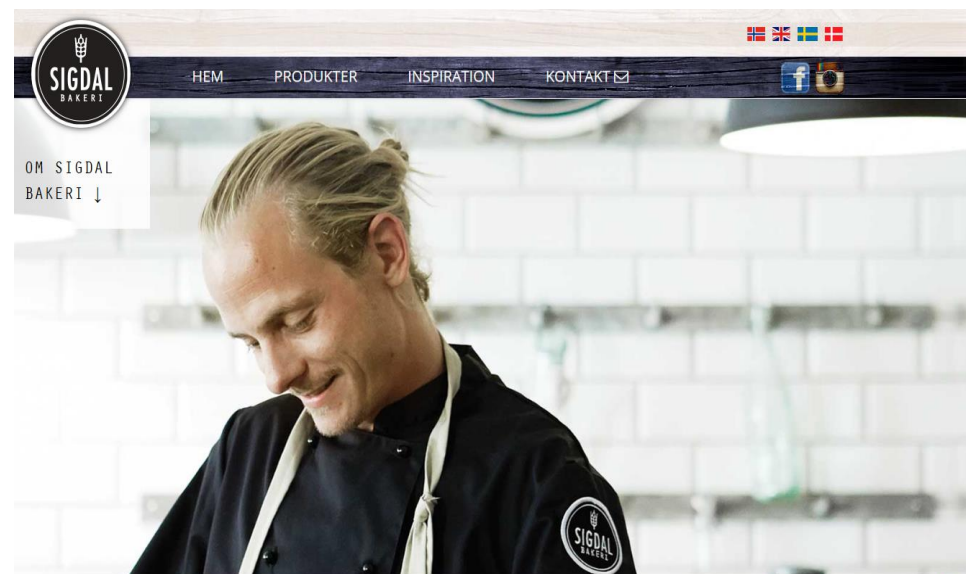 SIGDAL
BAKERI
HEM PRODUKTER INSPIRATION KONTAKT
OM SIGDAL
BAKERI ↓
SIGDAL
BAKERI